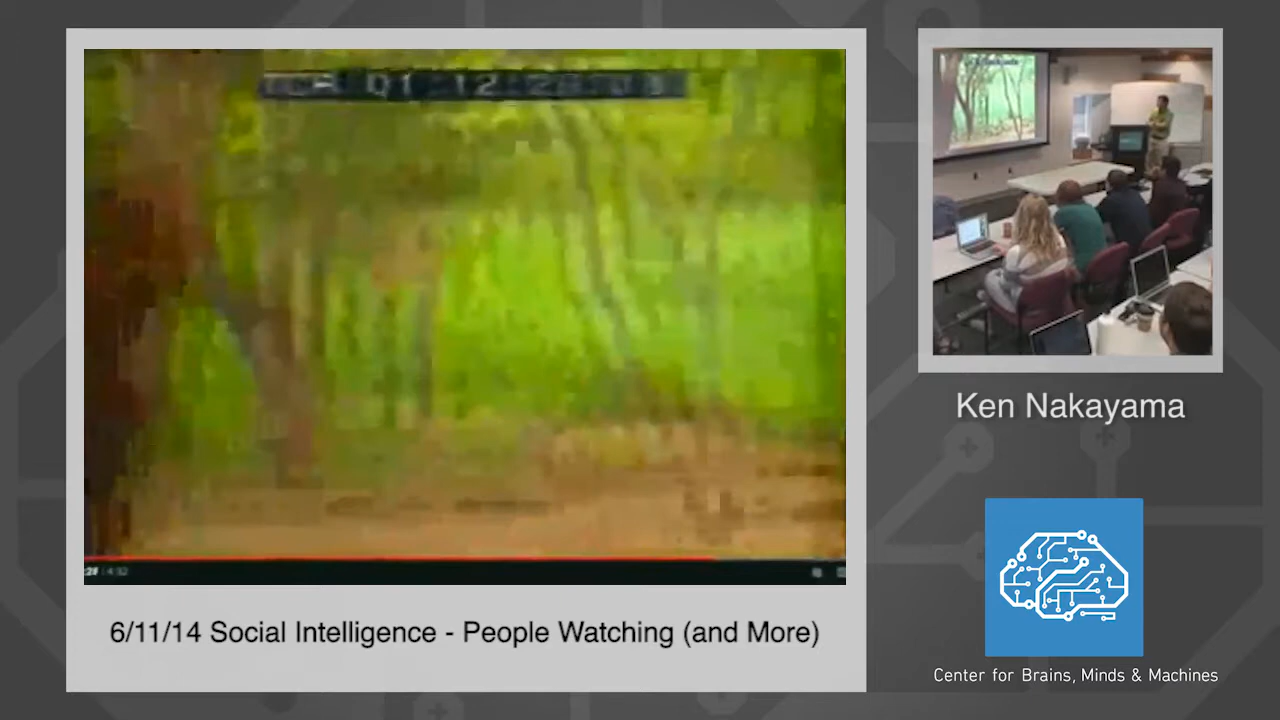 Ken Nakayama
6/11/14 Social Intelligence - People Watching (and More)
Center for Brains, Minds & Machines